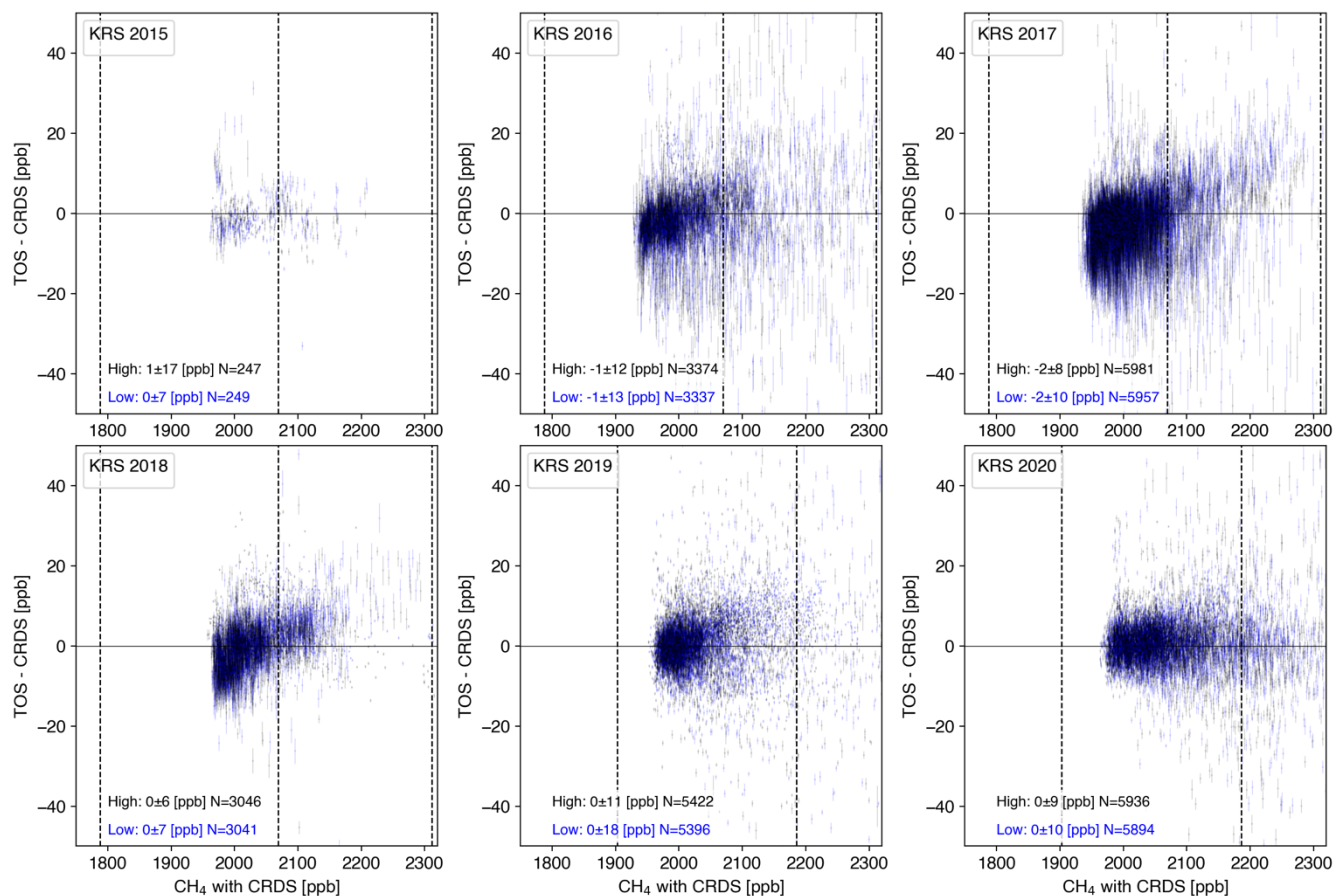 KRS 2015
KRS 2016
KRS 2017
40
20
0
−20
−40
TOS - CRDS [ppb]
High: 1±17 [ppb] N=247
Low: 0±7 [ppb] N=249
1800 1900 2000 2100 2200 2300
40
20
0
−20
−40
TOS - CRDS [ppb]
High: -1±12 [ppb] N=3374
Low: -1±13 [ppb] N=3337
1800 1900 2000 2100 2200 2300
40
20
0
−20
−40
TOS - CRDS [ppb]
High: -2±8 [ppb] N=5981
Low: -2±10 [ppb] N=5957
1800 1900 2000 2100 2200 2300
KRS 2018
KRS 2019
KRS 2020
40
20
0
−20
−40
TOS - CRDS [ppb]
High: 0±6 [ppb] N=3046
Low: 0±7 [ppb] N=3041
1800 1900 2000 2100 2200 2300
CH₄ with CRDS [ppb]
40
20
0
−20
−40
TOS - CRDS [ppb]
High: 0±11 [ppb] N=5422
Low: 0±18 [ppb] N=5396
1800 1900 2000 2100 2200 2300
CH₄ with CRDS [ppb]
40
20
0
−20
−40
TOS - CRDS [ppb]
High: 0±9 [ppb] N=5936
Low: 0±10 [ppb] N=5894
1800 1900 2000 2100 2200 2300
CH₄ with CRDS [ppb]